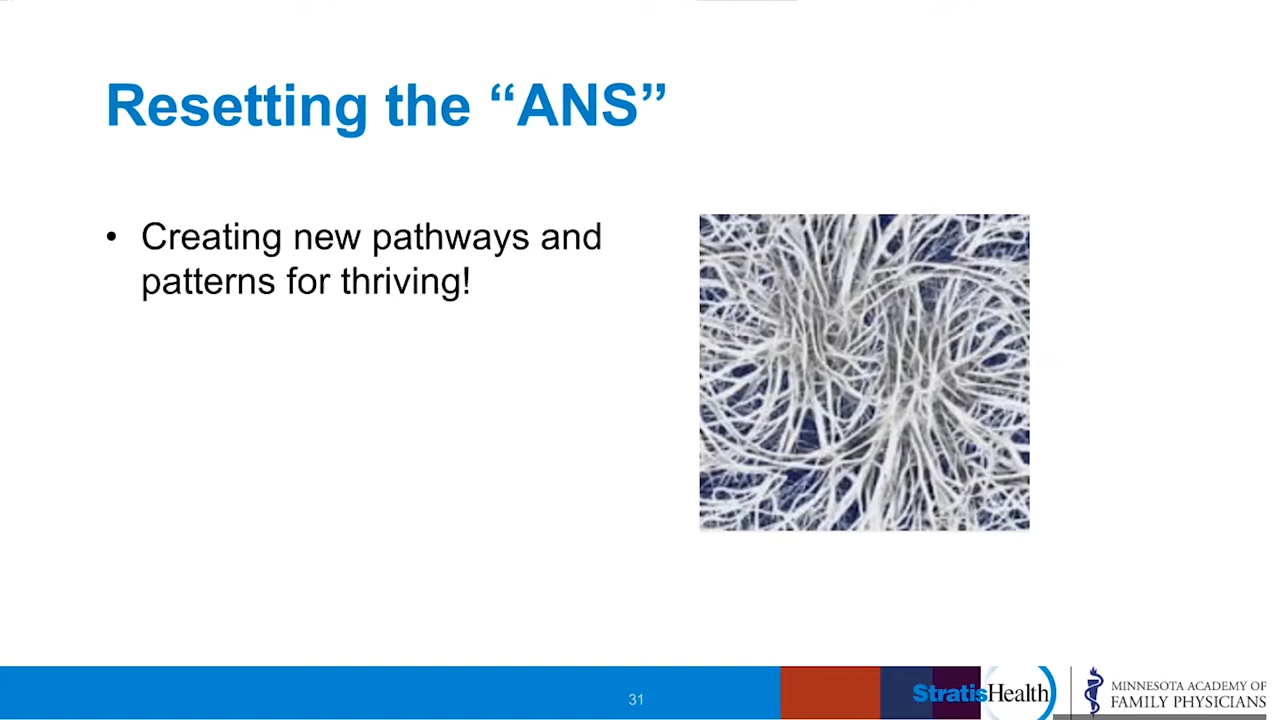 Resetting the “ANS”
• Creating new pathways and
patterns for thriving!
31
StratisHealth
MINNESOTA ACADEMY OF
FAMILY PHYSICIANS